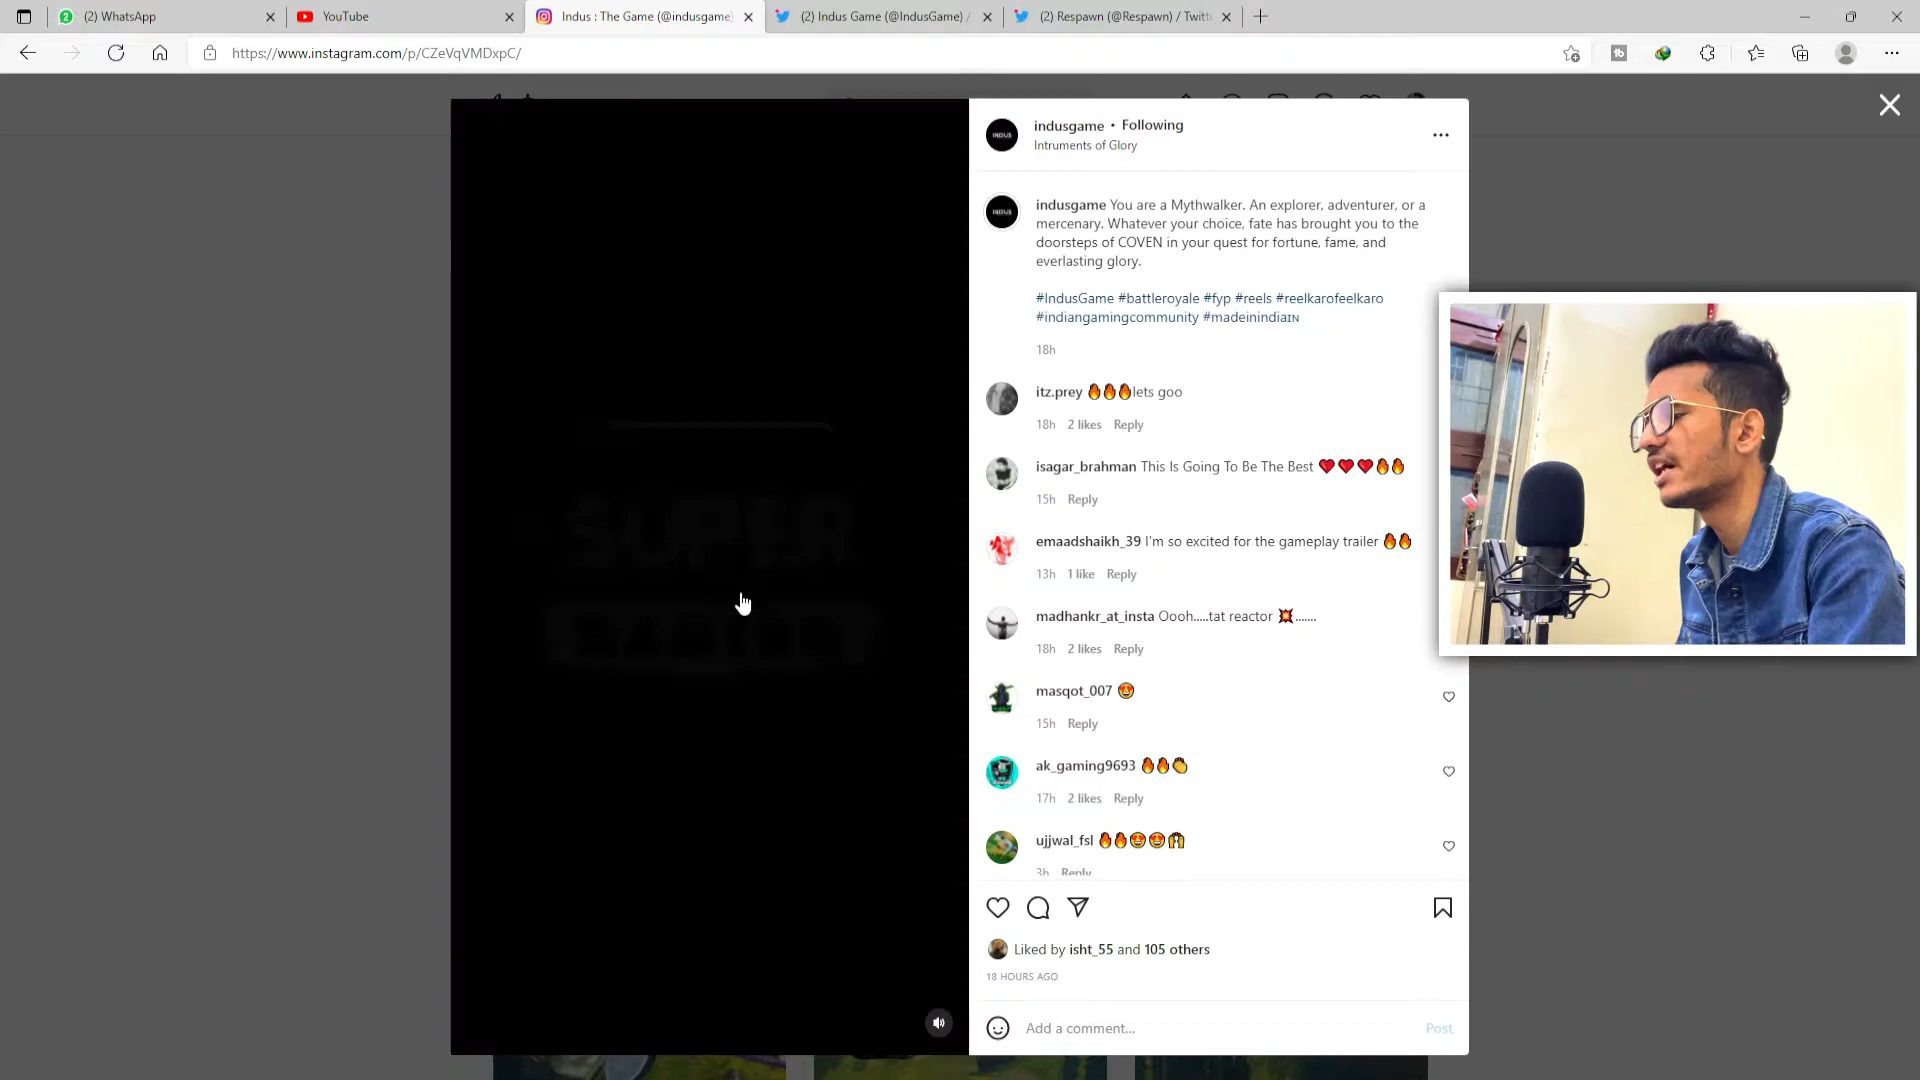 (2) WhatsApp
YouTube
Indus : The Game (@indusgame)
(2) Indus Game (@IndusGame) /
(2) Respawn (@Respawn) / Twitt
https://www.instagram.com/p/CZeVqVMDxpC/
indusgame • Following
Intruments of Glory
indusgame You are a Mythwalker. An explorer, adventurer, or a
mercenary. Whatever your choice, fate has brought you to the
doorsteps of COVEN in your quest for fortune, fame, and
everlasting glory.
#IndusGame #battleroyale #fyp #reels #reelkarofeelkaro
#indiangamingcommunity #madeinindia🇮🇳
18h
itz.prey 🔥🔥🔥lets goo
18h 2 likes Reply
isagar_brahman This Is Going To Be The Best ❤️❤️❤️🔥🔥
15h Reply
emaadshaikh_39 I'm so excited for the gameplay trailer 🔥🔥
13h 1 like Reply
madhankr_at_insta Oooh.....tat reactor 💥.......
18h 2 likes Reply
masqot_007 😍
15h Reply
ak_gaming9693 🔥🔥👏
17h 2 likes Reply
ujjwal_fsl 🔥🔥😍😍🙌
3h Reply
SUPER
Liked by isht_55 and 105 others
18 HOURS AGO
Add a comment...
Post